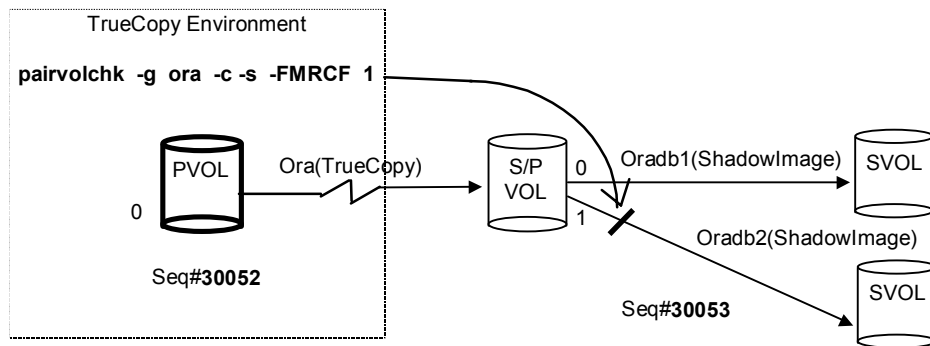 TrueCopy Environment
pairvolchk -g ora -c -s -FMRCF 1
PVOL
0
Ora(TrueCopy)
S/P
VOL
0
1
Oradb1(ShadowImage)
SVOL
Oradb2(ShadowImage)
SVOL
Seq#30052
Seq#30053